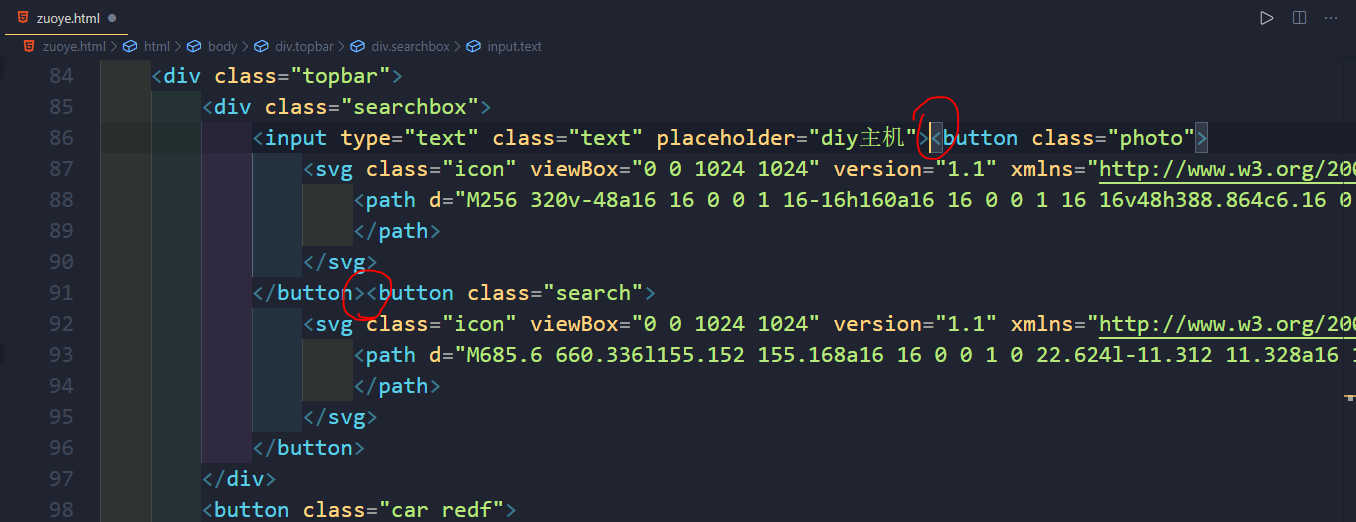 zuoye.html
zuoye.html > html > body > div.topbar > div.searchbox > input.text
84 <div class="topbar">
85 <div class="searchbox">
86 <input type="text" class="text" placeholder="diy主机"><button class="photo">
87 <svg class="icon" viewBox="0 0 1024 1024" version="1.1" xmlns="http://www.w3.org/200
88 <path d="M256 320v-48a16 16 0 0 1 16-16h160a16 16 0 0 1 16 16v48h388.864c6.16 0
89 </path>
90 </svg>
91 </button><button class="search">
92 <svg class="icon" viewBox="0 0 1024 1024" version="1.1" xmlns="http://www.w3.org/200
93 <path d="M685.6 660.336l155.152 155.168a16 16 0 0 1 0 22.624l-11.312 11.328a16 1
94 </path>
95 </svg>
96 </button>
97 </div>
98 <button class="car redf">